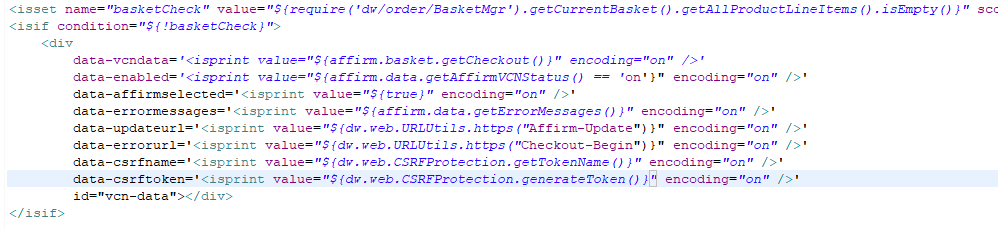 <isset name="basketCheck" value="${require('dw/order/BasketMgr').getCurrentBasket().getAllProductLineItems().isEmpty()}" sco
<isif condition="${!basketCheck}">
<div
data-vcndata='<isprint value="${affirm.basket.getCheckout()}" encoding="on" />'
data-enabled='<isprint value="${affirm.data.getAffirmVCNStatus() == 'on'}" encoding="on" />'
data-affirmselected='<isprint value="${true}" encoding="on" />'
data-errormessages='<isprint value="${affirm.data.getErrorMessages()}" encoding="on" />'
data-updateurl='<isprint value="${dw.web.URLUtils.https("Affirm-Update")}" encoding="on" />'
data-errorurl='<isprint value="${dw.web.URLUtils.https("Checkout-Begin")}" encoding="on" />'
data-csrfname='<isprint value="${dw.web.CSRFProtection.getTokenName()}" encoding="on" />'
data-csrftoken='<isprint value="${dw.web.CSRFProtection.generateToken()}" encoding="on" />'
id="vcn-data"></div>
</isif>